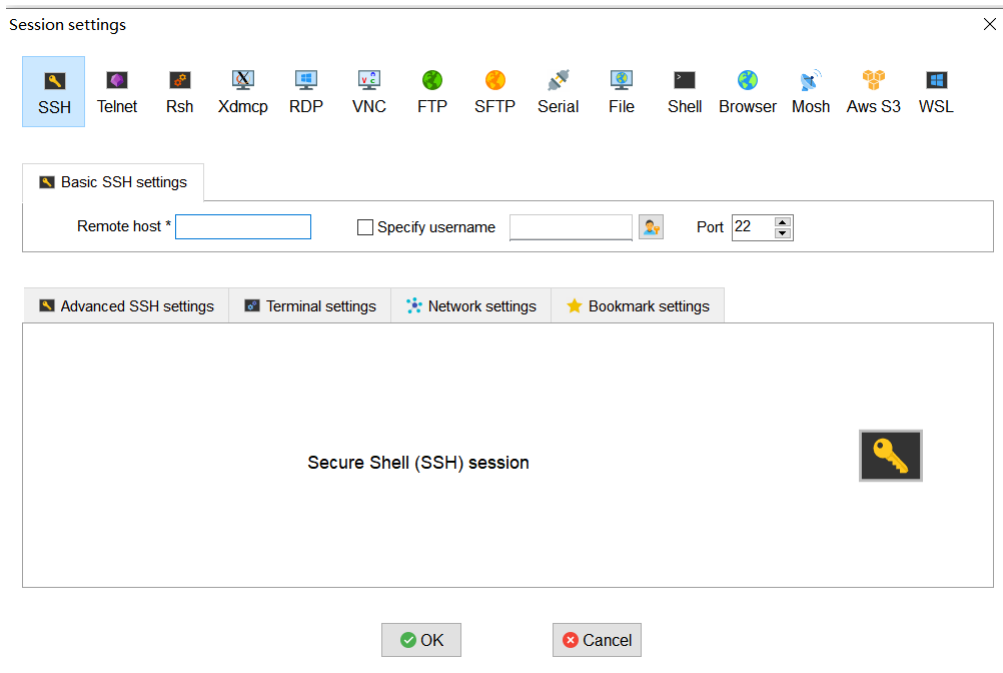 Session settings
SSH Telnet Rsh Xdmcp RDP VNC FTP SFTP Serial File Shell Browser Mosh Aws S3 WSL
Basic SSH settings
Remote host * Specify username Port 22
Advanced SSH settings Terminal settings Network settings Bookmark settings
Secure Shell (SSH) session
OK Cancel